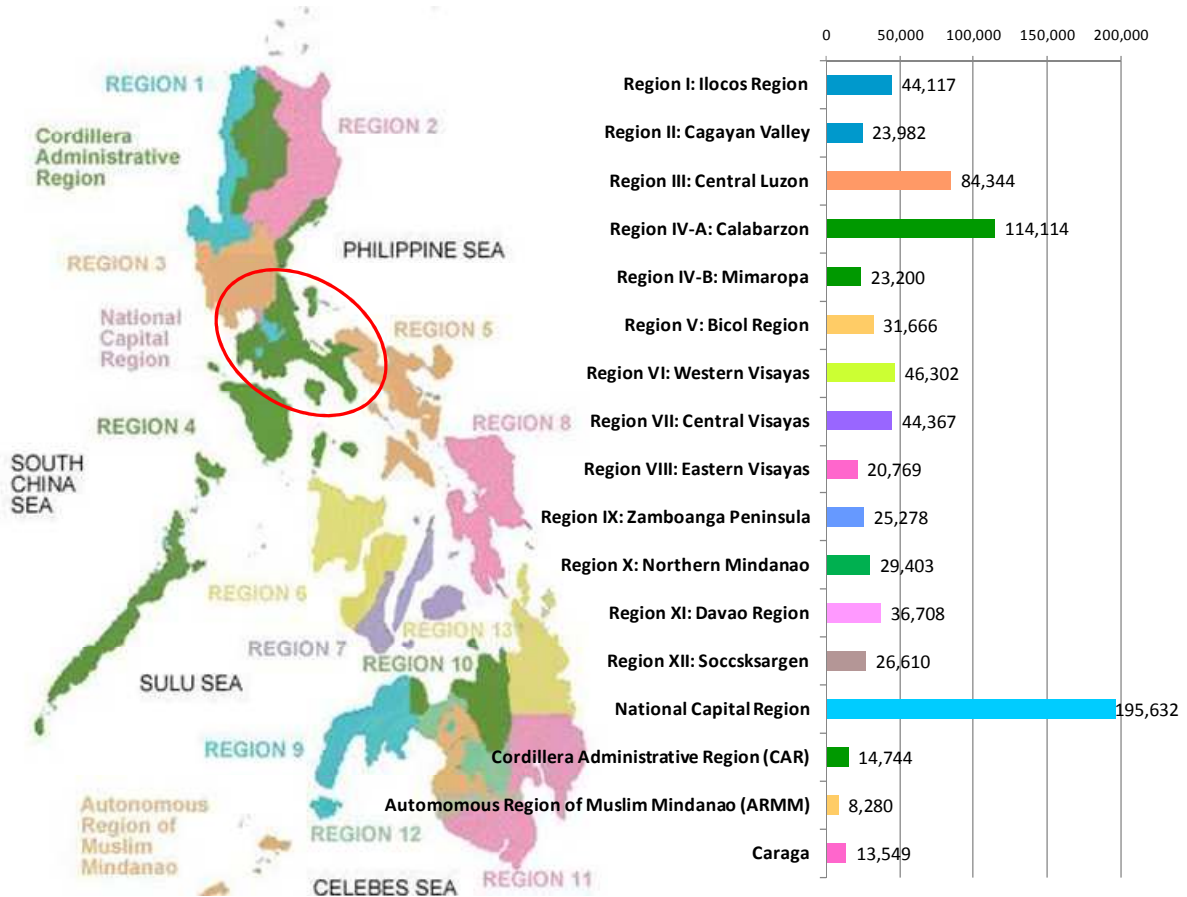 REGION 1
Cordillera
Administrative
Region
REGION 2
PHILIPPINE SEA
REGION 3
National
Capital
Region
REGION 5
REGION 4
REGION 8
SOUTH
CHINA
SEA
REGION 6
REGION 13
REGION 7
REGION 10
SULU SEA
REGION 9
Autonomous
Region of
Muslim
Mindanao
REGION 12
REGION 11
CELEBES SEA
0 50,000 100,000 150,000 200,000
Region I: Ilocos Region 44,117
Region II: Cagayan Valley 23,982
Region III: Central Luzon 84,344
Region IV-A: Calabarzon 114,114
Region IV-B: Mimaropa 23,200
Region V: Bicol Region 31,666
Region VI: Western Visayas 46,302
Region VII: Central Visayas 44,367
Region VIII: Eastern Visayas 20,769
Region IX: Zamboanga Peninsula 25,278
Region X: Northern Mindanao 29,403
Region XI: Davao Region 36,708
Region XII: Soccsksargen 26,610
National Capital Region 195,632
Cordillera Administrative Region (CAR) 14,744
Automomous Region of Muslim Mindanao (ARMM) 8,280
Caraga 13,549